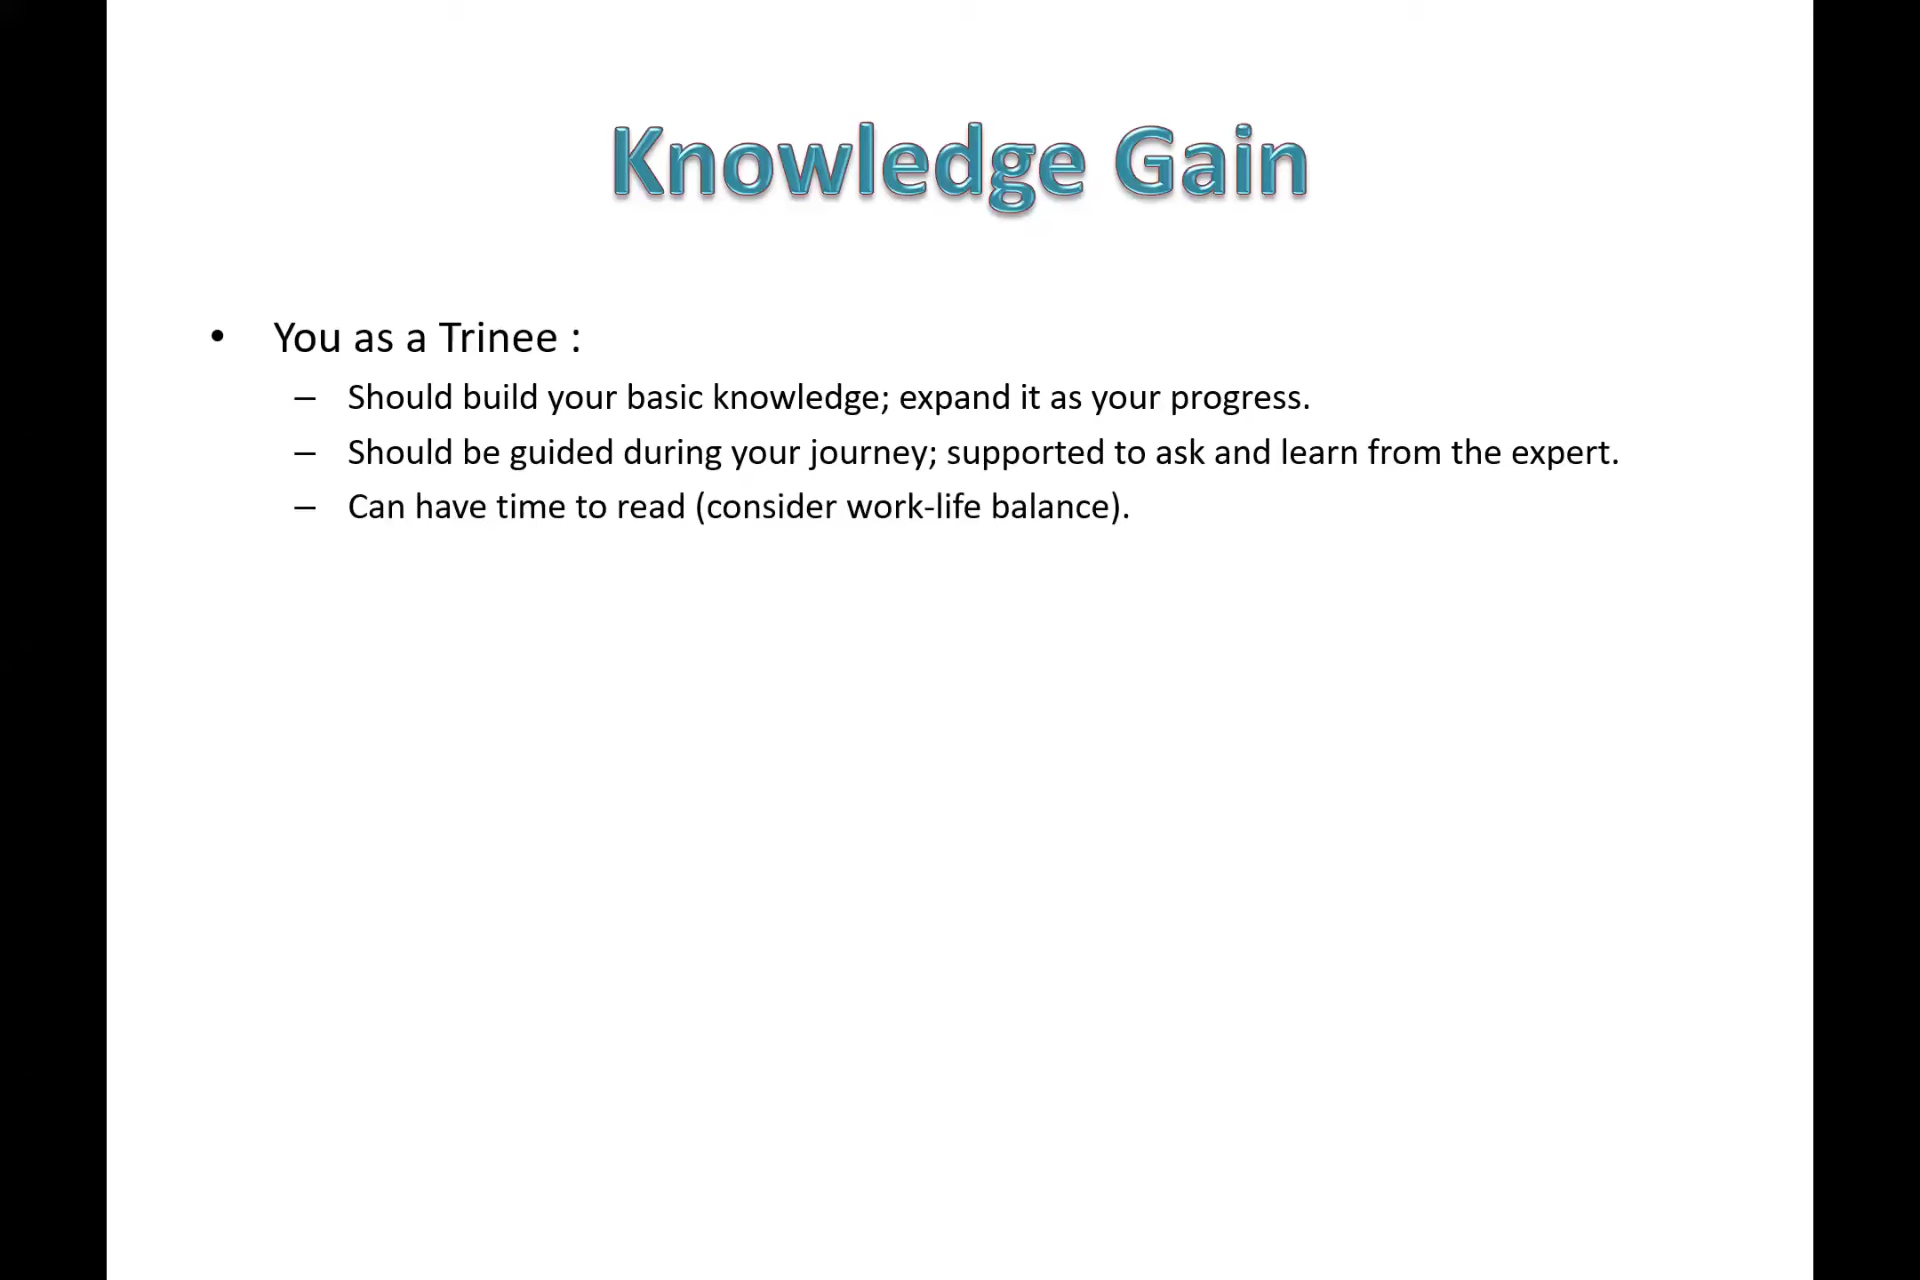 Knowledge Gain
• You as a Trinee :
– Should build your basic knowledge; expand it as your progress.
– Should be guided during your journey; supported to ask and learn from the expert.
– Can have time to read (consider work-life balance).